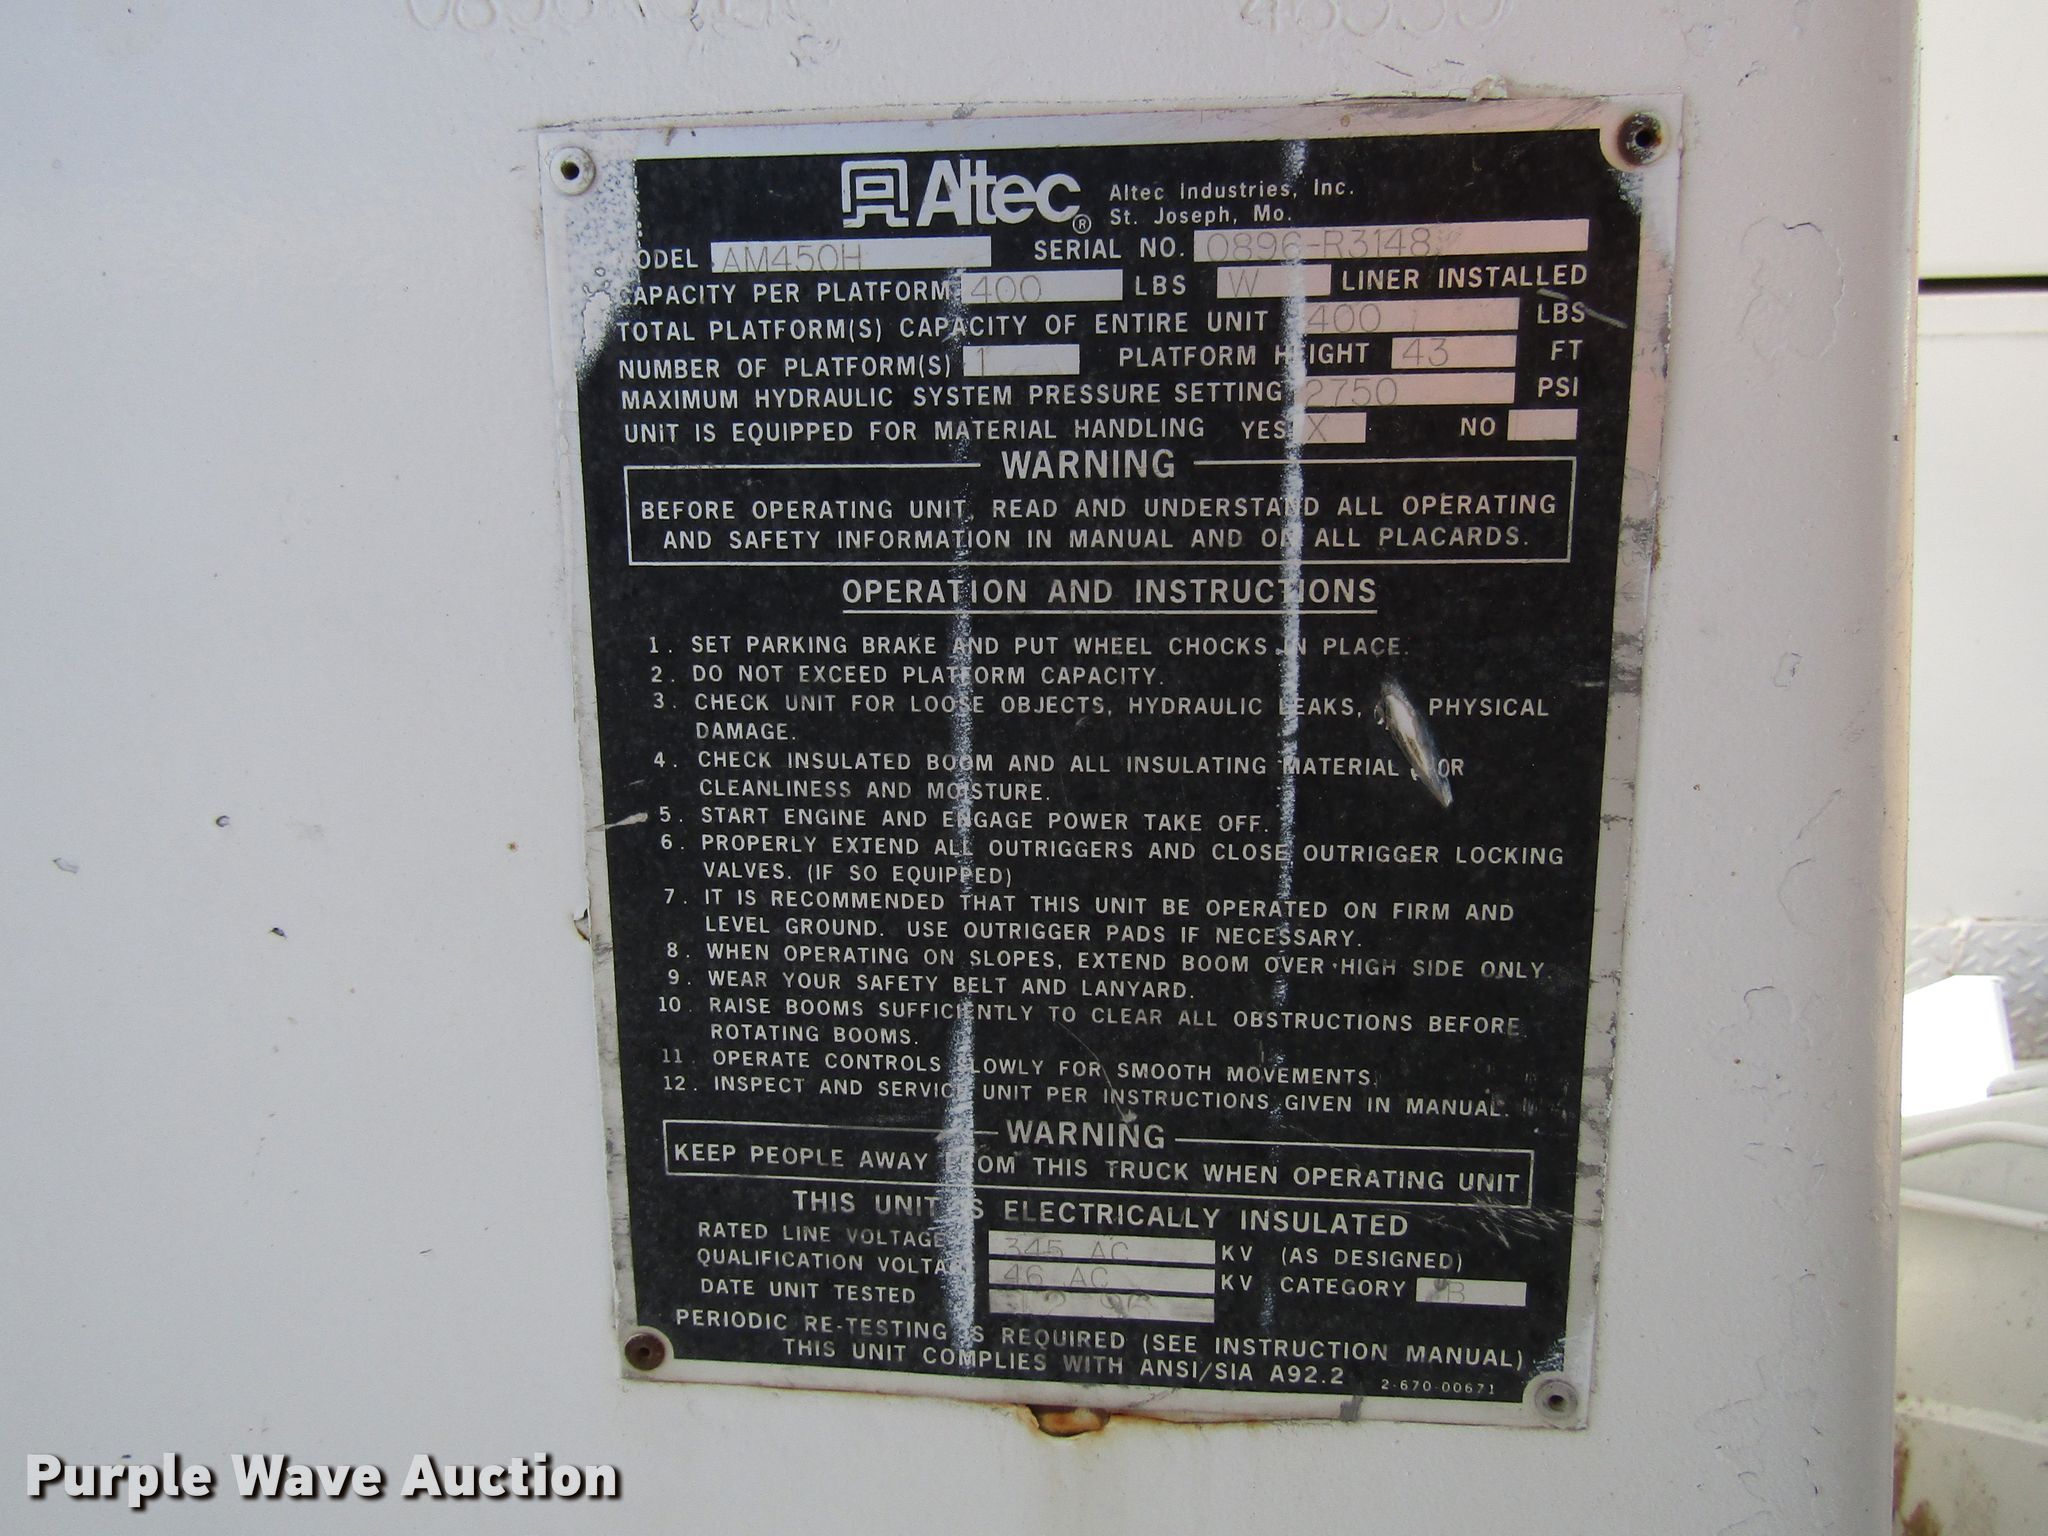 Altec® Altec Industries, Inc.
St. Joseph, Mo.
ODEL AM450H SERIAL NO. 0896-R3148
CAPACITY PER PLATFORM 400 LBS W LINER INSTALLED
TOTAL PLATFORM(S) CAPACITY OF ENTIRE UNIT 400 LBS
NUMBER OF PLATFORM(S) 1 PLATFORM HEIGHT 43 FT
MAXIMUM HYDRAULIC SYSTEM PRESSURE SETTING 2750 PSI
UNIT IS EQUIPPED FOR MATERIAL HANDLING YES X NO
WARNING
BEFORE OPERATING UNIT, READ AND UNDERSTAND ALL OPERATING
AND SAFETY INFORMATION IN MANUAL AND ON ALL PLACARDS.
OPERATION AND INSTRUCTIONS
1. SET PARKING BRAKE AND PUT WHEEL CHOCKS IN PLACE.
2. DO NOT EXCEED PLATFORM CAPACITY.
3. CHECK UNIT FOR LOOSE OBJECTS, HYDRAULIC LEAKS, PHYSICAL
DAMAGE.
4. CHECK INSULATED BOOM AND ALL INSULATING MATERIAL FOR
CLEANLINESS AND MOISTURE.
5. START ENGINE AND ENGAGE POWER TAKE OFF.
6. PROPERLY EXTEND ALL OUTRIGGERS AND CLOSE OUTRIGGER LOCKING
VALVES. (IF SO EQUIPPED)
7. IT IS RECOMMENDED THAT THIS UNIT BE OPERATED ON FIRM AND
LEVEL GROUND. USE OUTRIGGER PADS IF NECESSARY.
8. WHEN OPERATING ON SLOPES, EXTEND BOOM OVER HIGH SIDE ONLY.
9. WEAR YOUR SAFETY BELT AND LANYARD.
10. RAISE BOOMS SUFFICIENTLY TO CLEAR ALL OBSTRUCTIONS BEFORE
ROTATING BOOMS.
11. OPERATE CONTROLS SLOWLY FOR SMOOTH MOVEMENTS.
12. INSPECT AND SERVICE UNIT PER INSTRUCTIONS GIVEN IN MANUAL.
WARNING
KEEP PEOPLE AWAY FROM THIS TRUCK WHEN OPERATING UNIT
THIS UNIT IS ELECTRICALLY INSULATED
RATED LINE VOLTAGE 345 AC KV (AS DESIGNED)
QUALIFICATION VOLTAGE 46 AC KV CATEGORY B
DATE UNIT TESTED
PERIODIC RE-TESTING IS REQUIRED (SEE INSTRUCTION MANUAL)
THIS UNIT COMPLIES WITH ANSI/SIA A92.2 2-670-00671
Purple Wave Auction